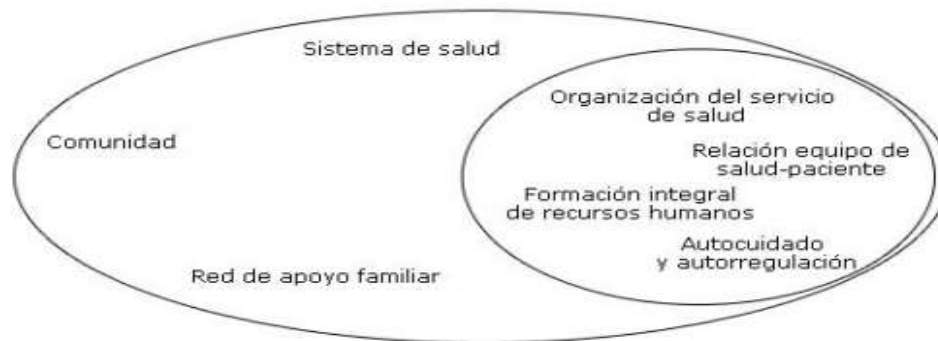 Sistema de salud
Organización del servicio
de salud
Comunidad
Relación equipo de
salud-paciente
Formación integral
de recursos humanos
Autocuidado
y autorregulación
Red de apoyo familiar